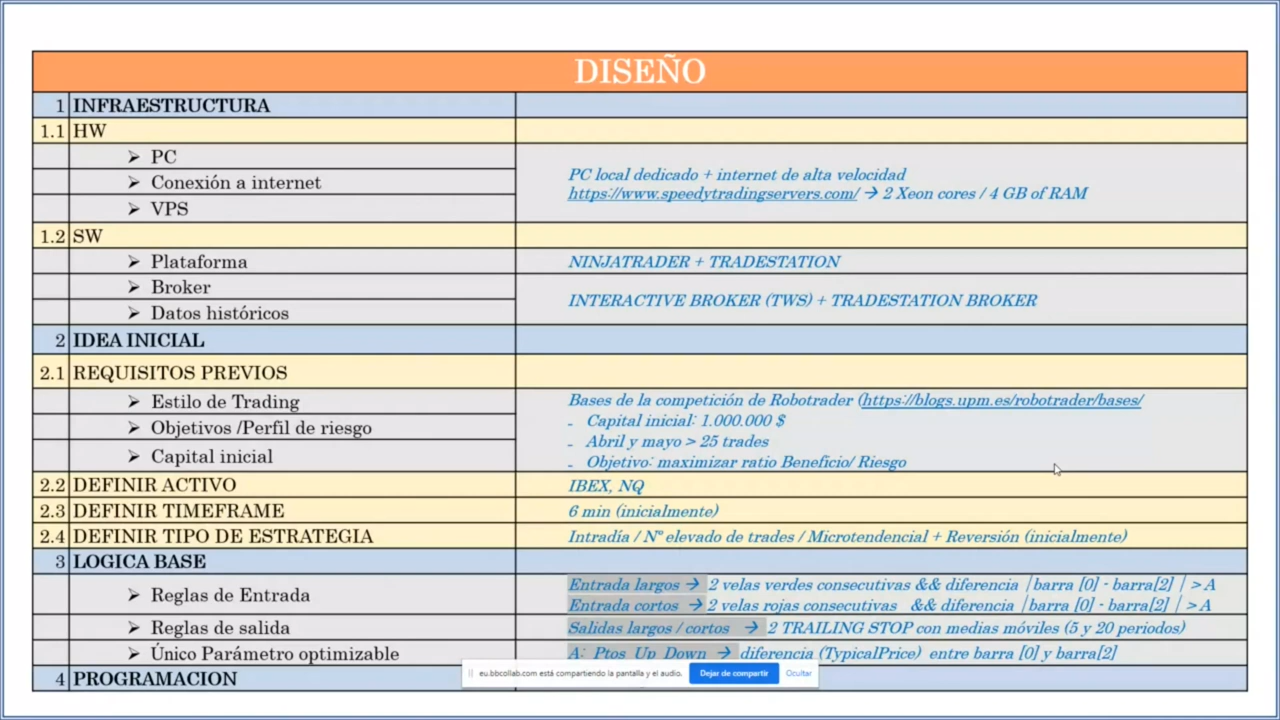 DISEÑO
1 INFRAESTRUCTURA
1.1 HW
➢ PC
➢ Conexión a internet
➢ VPS
PC local dedicado + internet de alta velocidad
https://www.speedytradingservers.com/ → 2 Xeon cores / 4 GB of RAM
1.2 SW
➢ Plataforma
NINJATRADER + TRADESTATION
➢ Broker
➢ Datos históricos
INTERACTIVE BROKER (TWS) + TRADESTATION BROKER
2 IDEA INICIAL
2.1 REQUISITOS PREVIOS
➢ Estilo de Trading
➢ Objetivos /Perfil de riesgo
➢ Capital inicial
Bases de la competición de Robotrader (https://blogs.upm.es/robotrader/bases/
- Capital inicial: 1.000.000 $
- Abril y mayo > 25 trades
- Objetivo: maximizar ratio Beneficio/ Riesgo
2.2 DEFINIR ACTIVO
IBEX, NQ
2.3 DEFINIR TIMEFRAME
6 min (inicialmente)
2.4 DEFINIR TIPO DE ESTRATEGIA
Intradía / Nº elevado de trades / Microtendencial + Reversión (inicialmente)
3 LOGICA BASE
➢ Reglas de Entrada
Entrada largos → 2 velas verdes consecutivas && diferencia |barra [0] - barra[2] | > A
Entrada cortos → 2 velas rojas consecutivas && diferencia |barra [0] - barra[2] | > A
➢ Reglas de salida
Salidas largos / cortos → 2 TRAILING STOP con medias móviles (5 y 20 periodos)
➢ Único Parámetro optimizable
A: Ptos_Up_Down → diferencia (TypicalPrice) entre barra [0] y barra[2]
4 PROGRAMACION
eu.bbcollab.com está compartiendo la pantalla y el audio.
Dejar de compartir
Ocultar